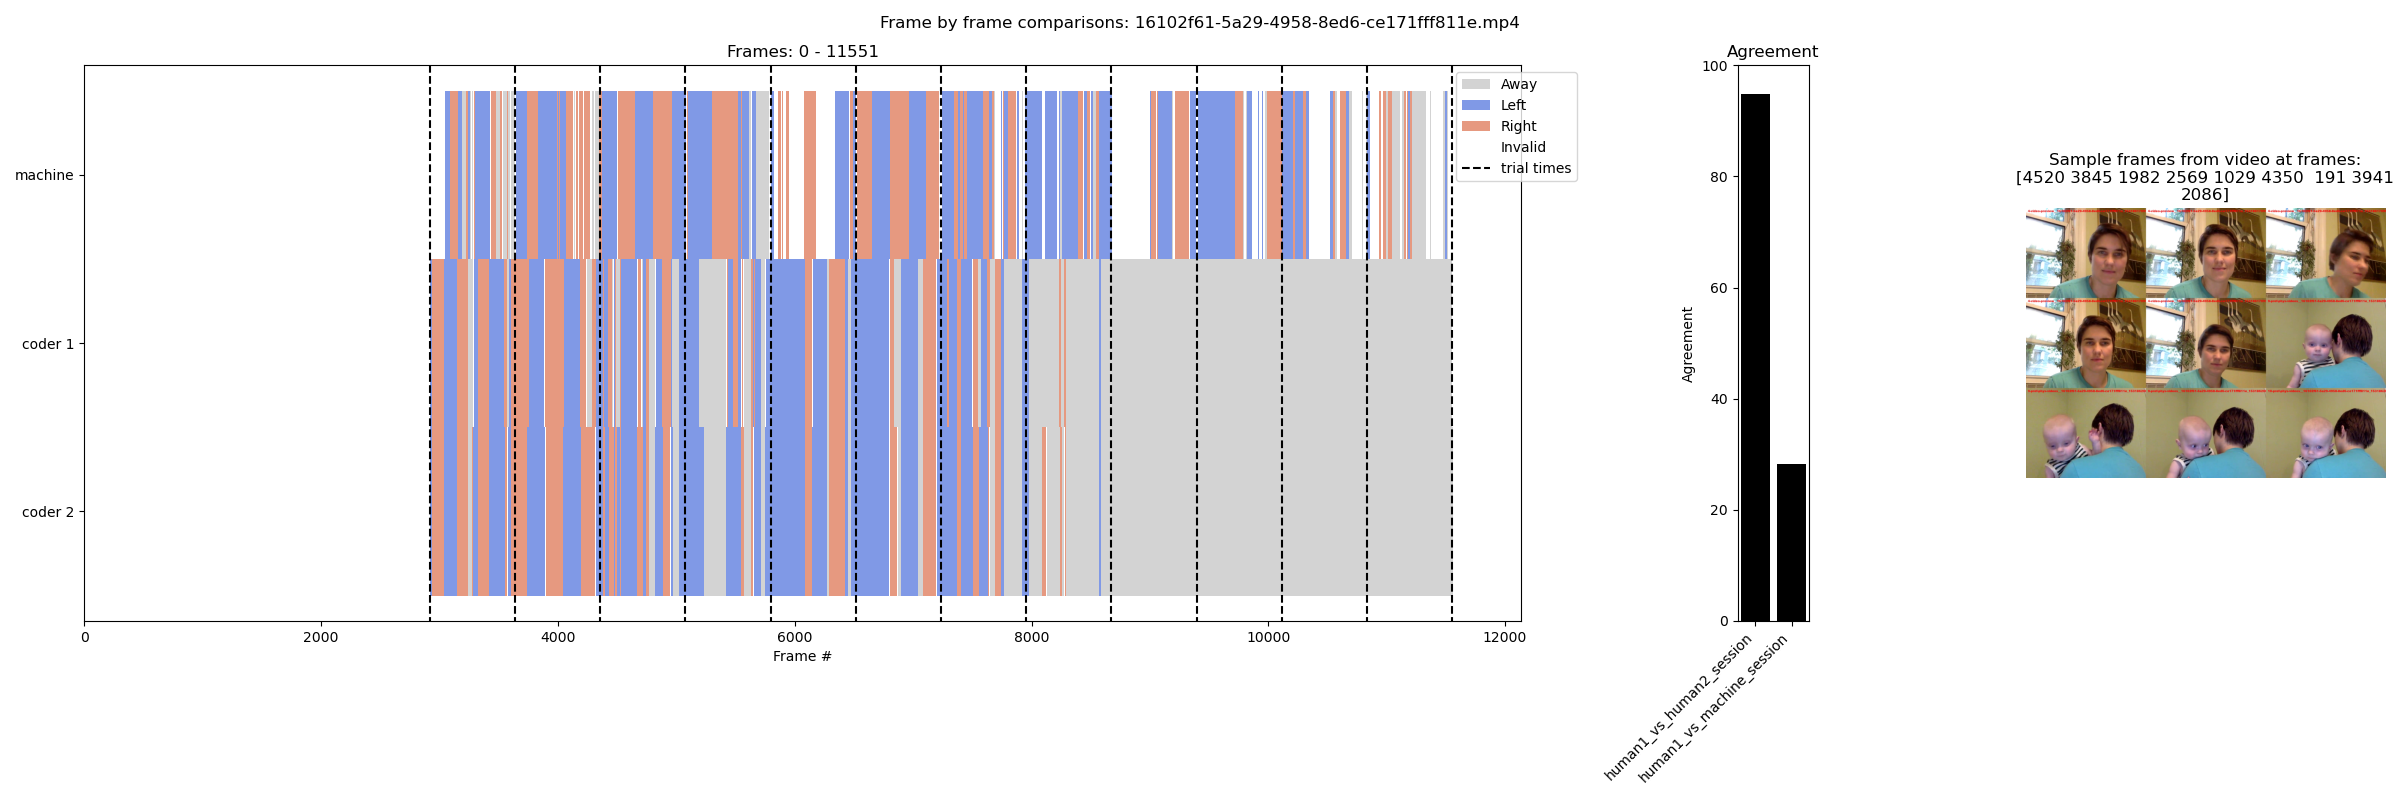 Frame by frame comparisons: 16102f61-5a29-4958-8ed6-ce171fff811e.mp4
Frames: 0 - 11551
machine
coder 1
coder 2
0
2000
4000
6000
8000
10000
12000
Frame #
Away
Left
Right
Invalid
trial times
Agreement
100
80
60
40
20
0
Agreement
human1_vs_human2_session
human1_vs_machine_session
Sample frames from video at frames:
[4520 3845 1982 2569 1029 4350  191 3941
2086]